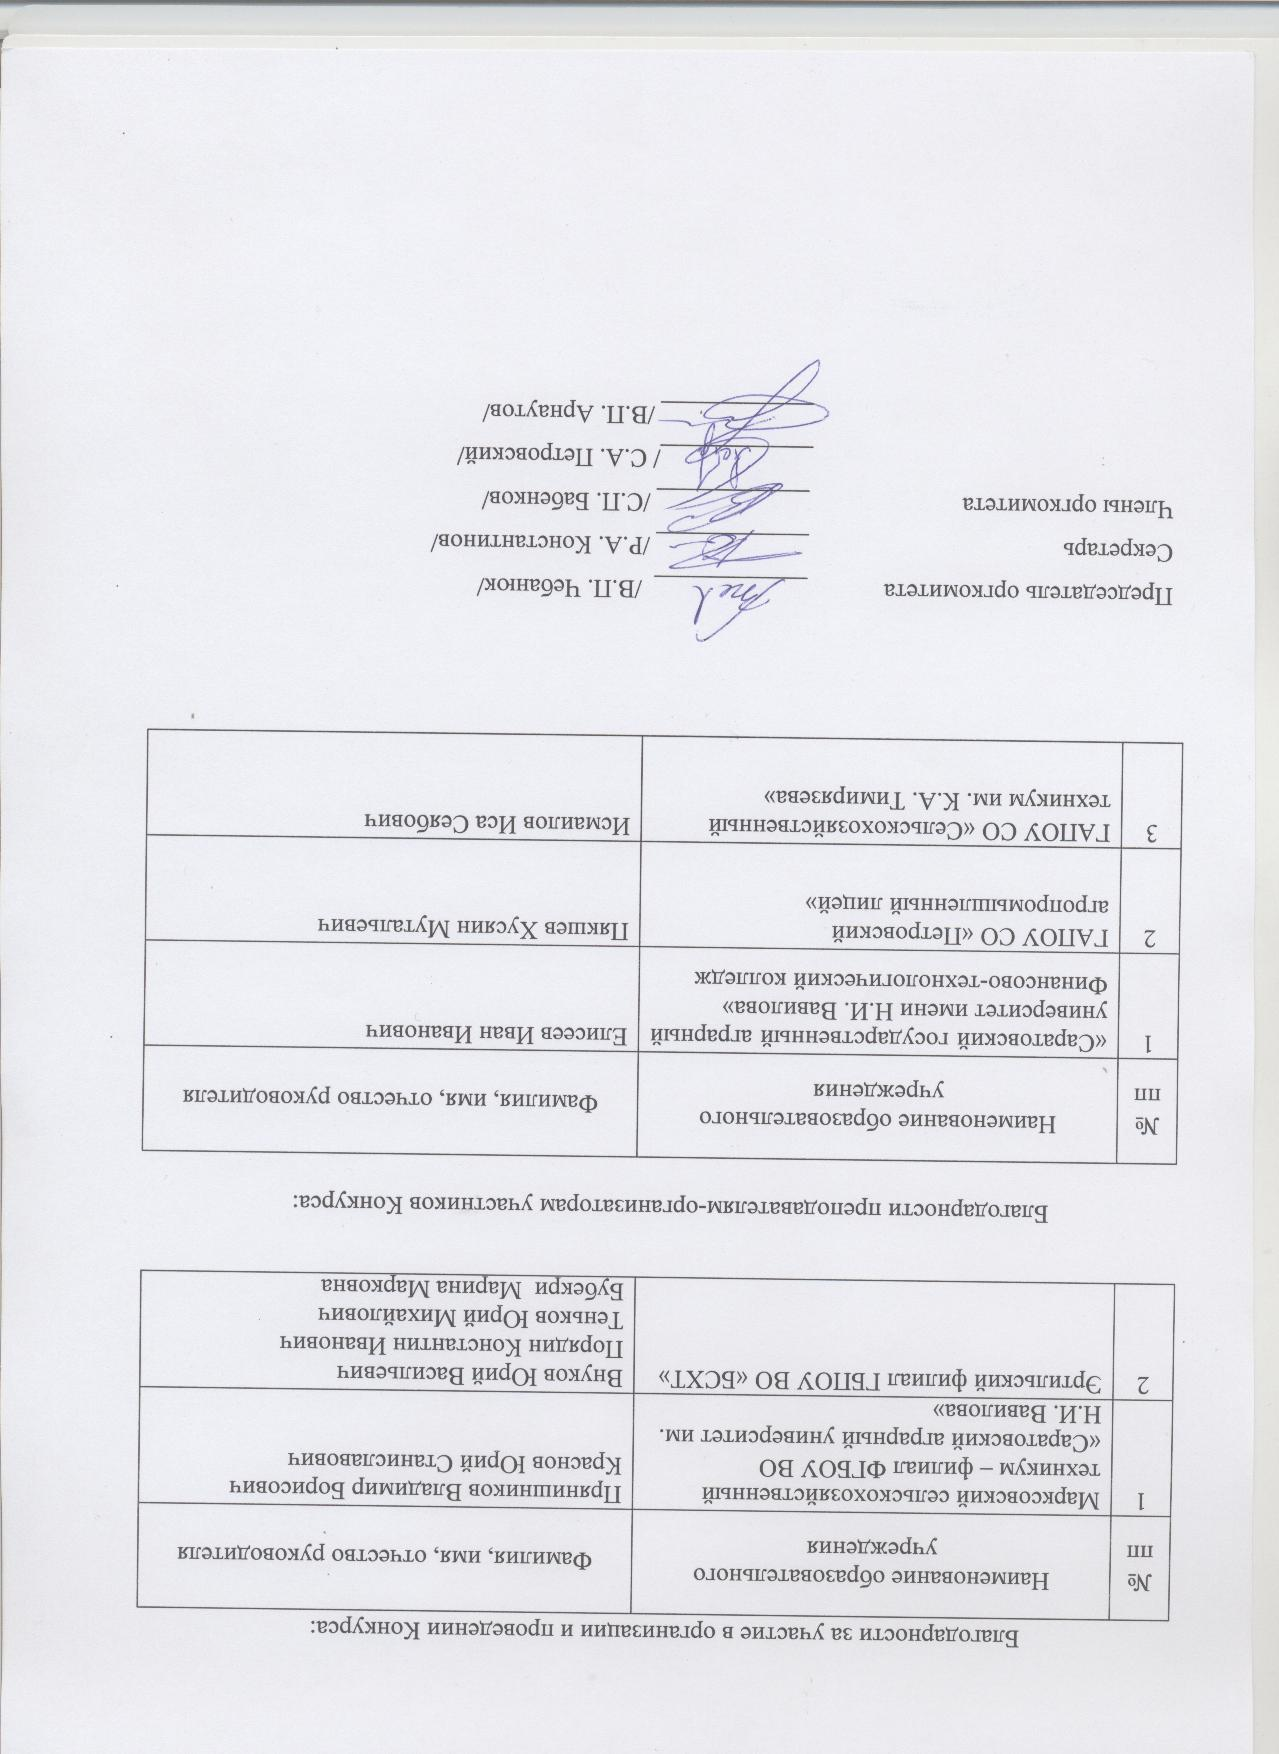 Благодарности за участие в организации и проведении Конкурса:
№ пп
Наименование образовательного
учреждения
Фамилия, имя, отчество руководителя
1
Марксовский сельскохозяйственный
техникум – филиал ФГБОУ ВО
«Саратовский аграрный университет им.
Н.И. Вавилова»
Прянишников Владимир Борисович
Краснов Юрий Станиславович
2
Эртильский филиал ГБПОУ ВО «БСХТ»
Внуков Юрий Васильевич
Порядин Константин Иванович
Теньков Юрий Михайлович
Бубекри Марина Марковна
Благодарности преподавателям-организаторам участников Конкурса:
№ пп
Наименование образовательного
учреждения
Фамилия, имя, отчество руководителя
1
«Саратовский государственный аграрный
университет имени Н.И. Вавилова»
Финансово-технологический колледж
Елисеев Иван Иванович
2
ГАПОУ СО «Петровский
агропромышленный лицей»
Пякшев Хусяин Мутальевич
3
ГАПОУ СО «Сельскохозяйственный
техникум им. К.А. Тимирязева»
Исмаилов Иса Сеябович
Председатель оргкомитета /В.П. Чебанюк/
Секретарь /Р.А. Константинов/
Члены оргкомитета /С.П. Бабенков/
/ С.А. Петровский/
/В.П. Арнаутов/